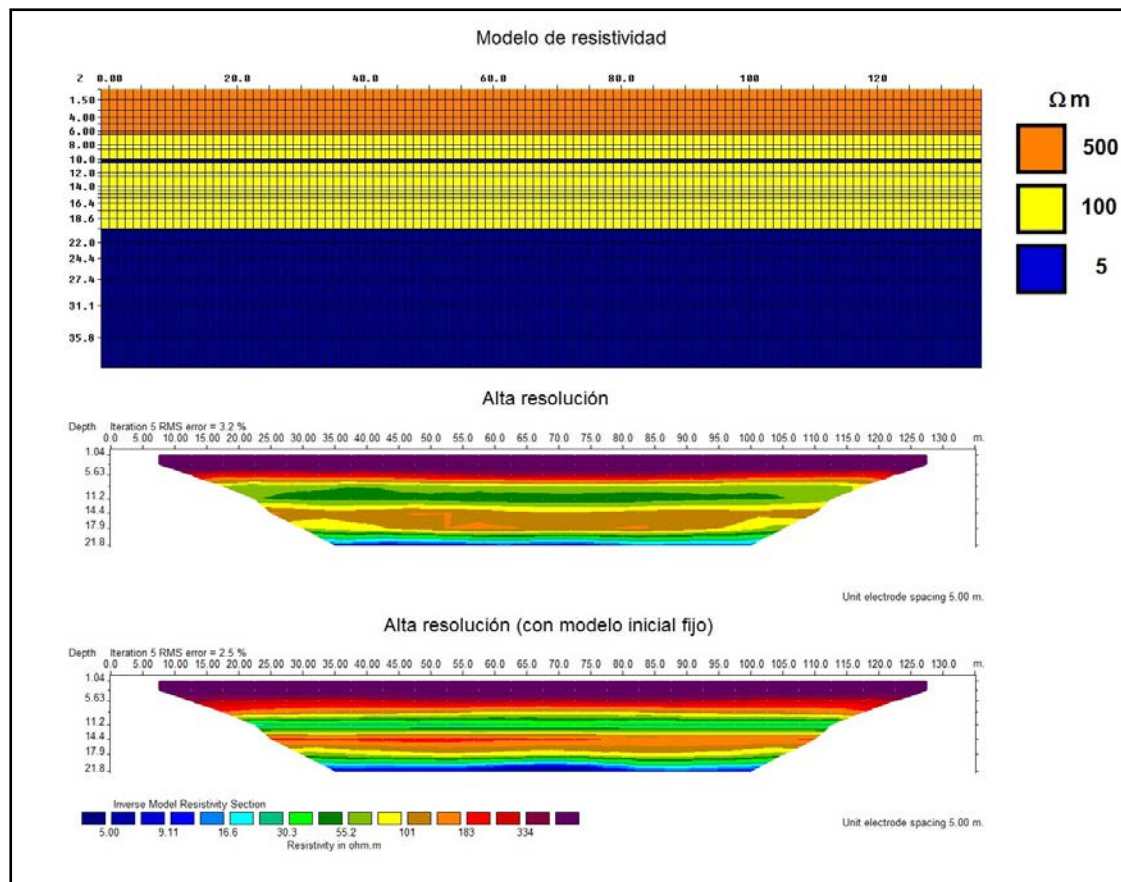 Modelo de resistividad
z 0.00 20.0 40.0 60.0 80.0 100 120
1.50
4.00
6.00
8.00
10.0
12.0
14.0
16.4
18.6
22.0
24.4
27.4
31.1
35.8
Ω m
500
100
5
Alta resolución
Depth Iteration 5 RMS error = 3.2 %
0.0 5.0 10.00 15.00 20.00 25.00 30.0 35.0 40.0 45.0 50.0 55.0 60.0 65.0 70.0 75.0 80.0 85.0 90.0 95.0 100.0 105.0 110.0 115.0 120.0 125.0 130.0 m.
1.04
5.63
11.2
14.4
17.9
21.8
Unit electrode spacing 5.00 m.
Alta resolución (con modelo inicial fijo)
Depth Iteration 5 RMS error = 2.5 %
0.0 5.0 10.00 15.00 20.00 25.00 30.0 35.0 40.0 45.0 50.0 55.0 60.0 65.0 70.0 75.0 80.0 85.0 90.0 95.0 100.0 105.0 110.0 115.0 120.0 125.0 130.0 m.
1.04
5.63
11.2
14.4
17.9
21.8
Inverse Model Resistivity Section
5.00 9.11 16.6 30.3 55.2 101 183 334
Resistivity in ohm.m
Unit electrode spacing 5.00 m.